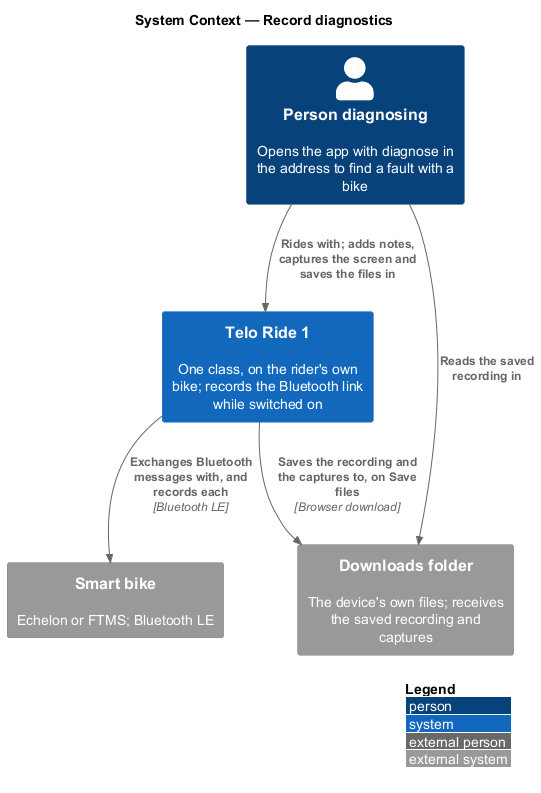 System Context — Record diagnostics
Person diagnosing
Opens the app with diagnose in
the address to find a fault with a
bike
Rides with; adds notes,
captures the screen and
saves the files in
Telo Ride 1
One class, on the rider's own
bike; records the Bluetooth link
while switched on
Reads the saved
recording in
Exchanges Bluetooth
messages with, and
records each
[Bluetooth LE]
Saves the recording and
the captures to, on Save
files
[Browser download]
Smart bike
Echelon or FTMS; Bluetooth LE
Downloads folder
The device's own files; receives
the saved recording and
captures
Legend
person
system
external person
external system